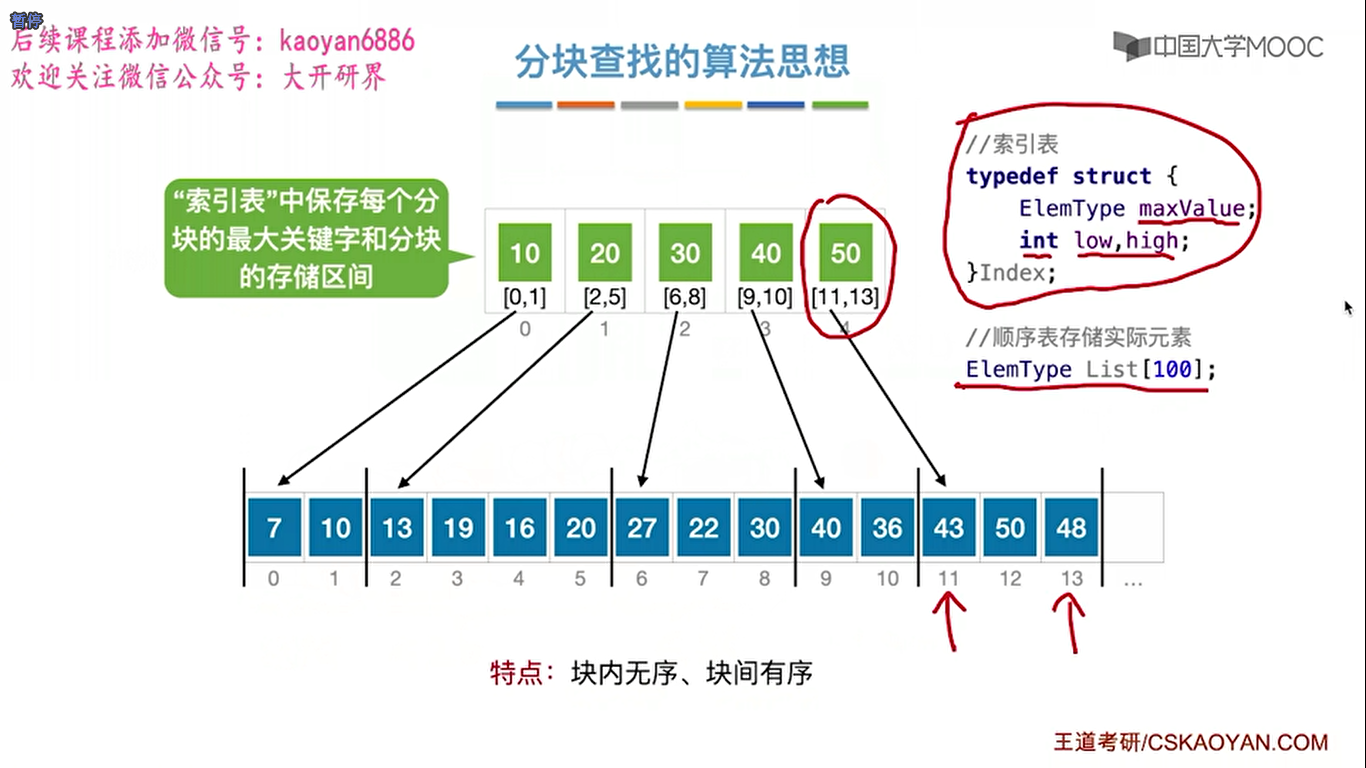 暂停
后续课程添加微信号：kaoyan6886
欢迎关注微信公众号：大开研界
分块查找的算法思想
中国大学MOOC
“索引表”中保存每个分
块的最大关键字和分块
的存储区间
10 20 30 40 50
[0,1] [2,5] [6,8] [9,10] [11,13]
0 1 2 3 4
//索引表
typedef struct {
ElemType maxValue;
int low,high;
}Index;
//顺序表存储实际元素
ElemType List[100];
7 10 13 19 16 20 27 22 30 40 36 43 50 48
0 1 2 3 4 5 6 7 8 9 10 11 12 13 ...
特点：块内无序、块间有序
王道考研/CSKAOYAN.COM